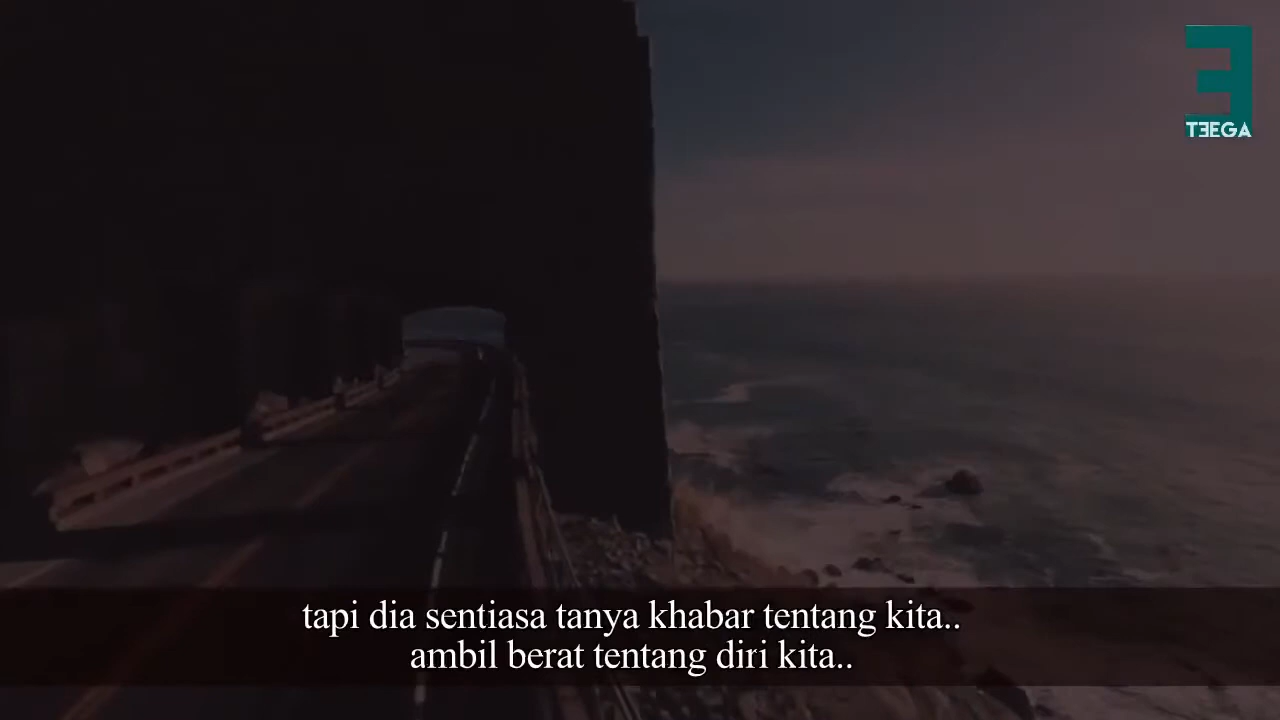 TEEGA
tapi dia sentiasa tanya khabar tentang kita..
ambil berat tentang diri kita..